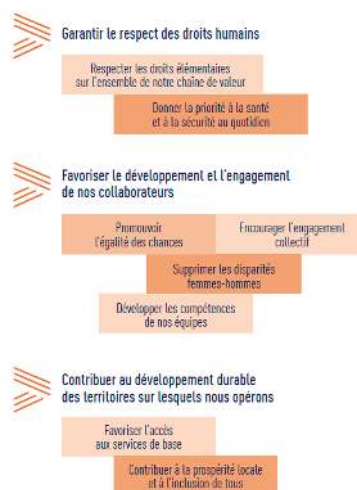 Garantir le respect des droits humains
Respecter les droits élémentaires
sur l'ensemble de notre chaîne de valeur
Donner la priorité à la santé
et à la sécurité au quotidien
Favoriser le développement et l'engagement
de nos collaborateurs
Promouvoir
l'égalité des chances
Encourager l'engagement
collectif
Supprimer les disparités
femmes-hommes
Développer les compétences
de nos équipes
Contribuer au développement durable
des territoires sur lesquels nous opérons
Favoriser l'accès
aux services de base
Contribuer à la prospérité locale
et à l'inclusion de tous